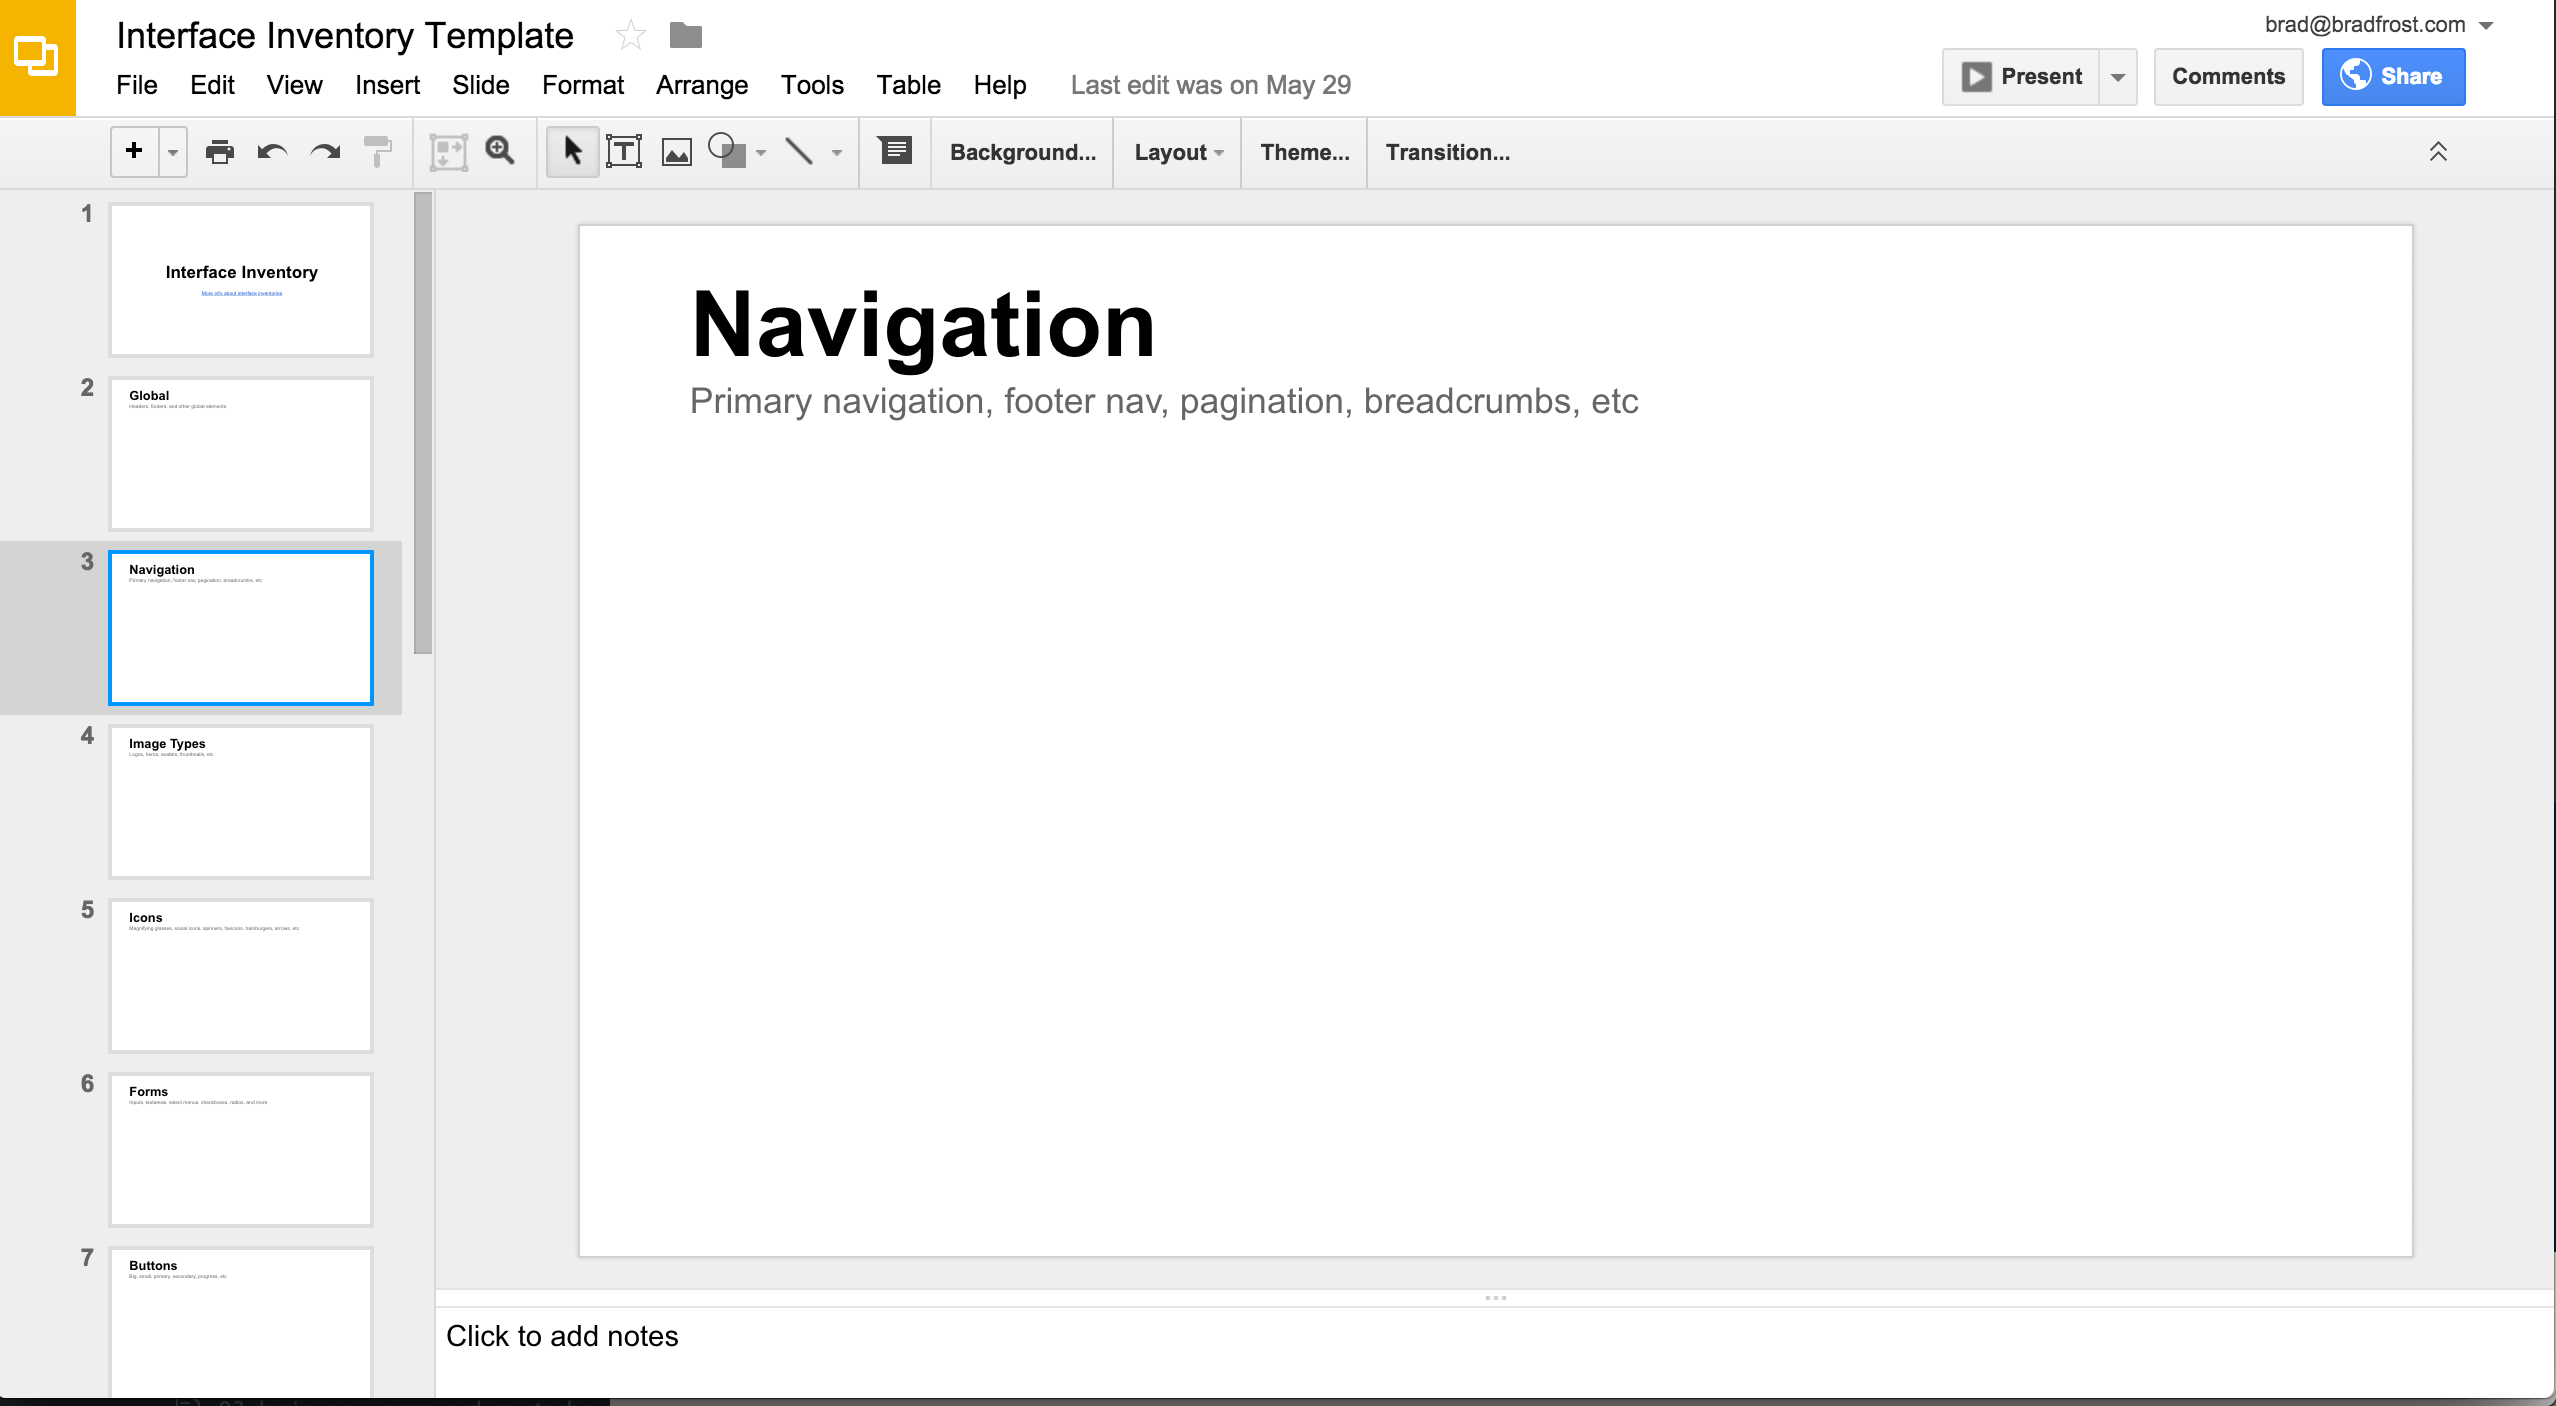 Interface Inventory Template
brad@bradfrost.com
File Edit View Insert Slide Format Arrange Tools Table Help Last edit was on May 29
Present Comments Share
Background... Layout Theme... Transition...
1
Interface Inventory
More info about interface inventories
2
Global
Headers, footers, and other global elements
3
Navigation
Primary navigation, footer nav, pagination, breadcrumbs, etc
4
Image Types
Logos, heros, avatars, thumbnails, etc
5
Icons
Magnifying glasses, social icons, spinners, favicons, hamburgers, arrows, etc
6
Forms
Inputs, textareas, select menus, checkboxes, radios, and more
7
Buttons
Big, small, primary, secondary, progress, etc
Navigation
Primary navigation, footer nav, pagination, breadcrumbs, etc
Click to add notes